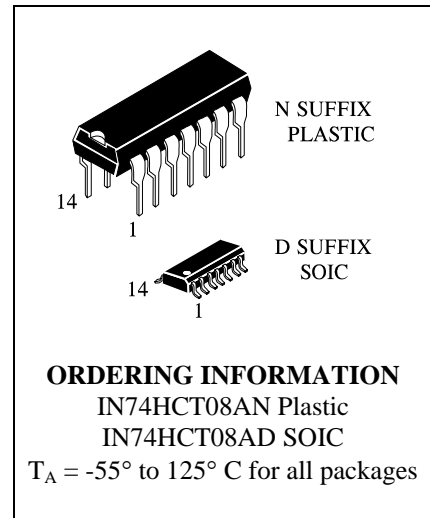 N SUFFIX
PLASTIC
14
1
D SUFFIX
SOIC
14
1
ORDERING INFORMATION
IN74HCT08AN Plastic
IN74HCT08AD SOIC
TA = -55° to 125° C for all packages